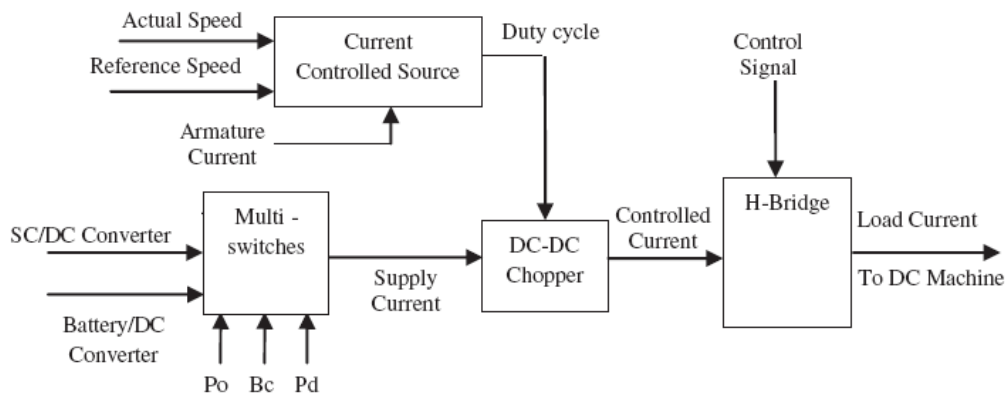 Actual Speed
Reference Speed
Current
Controlled Source
Duty cycle
Control
Signal
Armature
Current
SC/DC Converter
Battery/DC
Converter
Multi -
switches
Po Bc Pd
Supply
Current
DC-DC
Chopper
Controlled
Current
H-Bridge
Load Current
To DC Machine